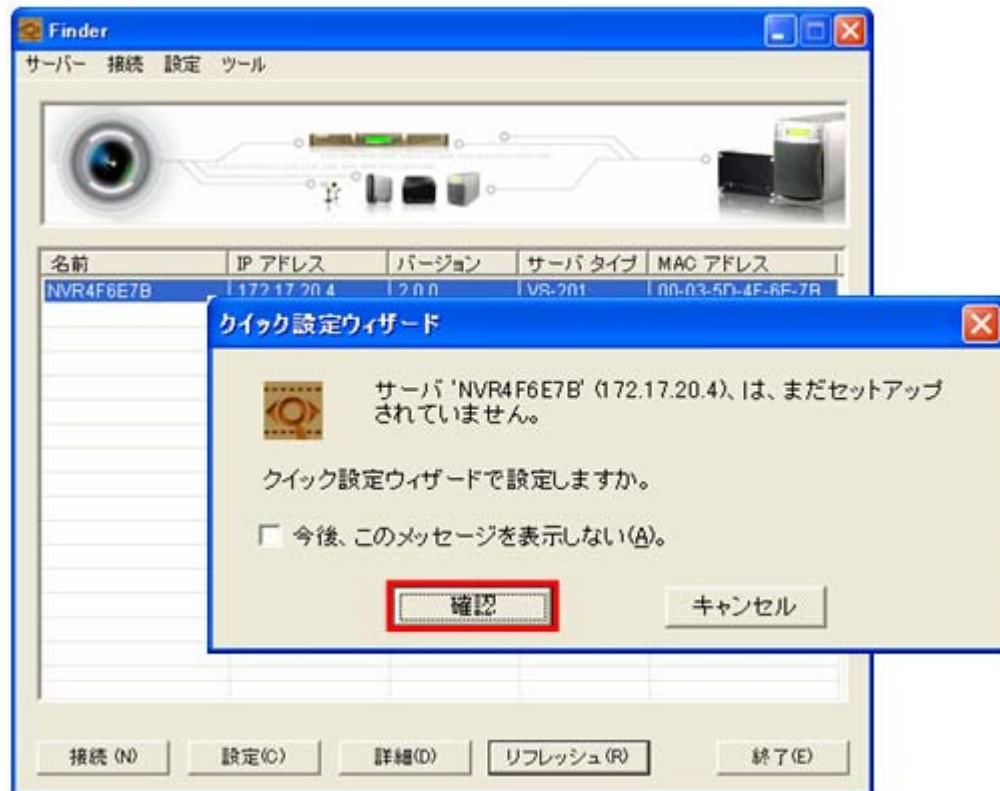 Finder
サーバー 接続 設定 ツール
名前 IP アドレス バージョン サーバ タイプ MAC アドレス
NVR4F6E7B 172.17.20.4 2.0.0 VS-201 00-03-5D-4F-6E-7B
クイック設定ウィザード
サーバ 'NVR4F6E7B' (172.17.20.4)、は、まだセットアップ
されていません。
クイック設定ウィザードで設定しますか。
今後、このメッセージを表示しない(A)。
確認 キャンセル
接続 (N) 設定(C) 詳細(D) リフレッシュ(R) 終了(E)